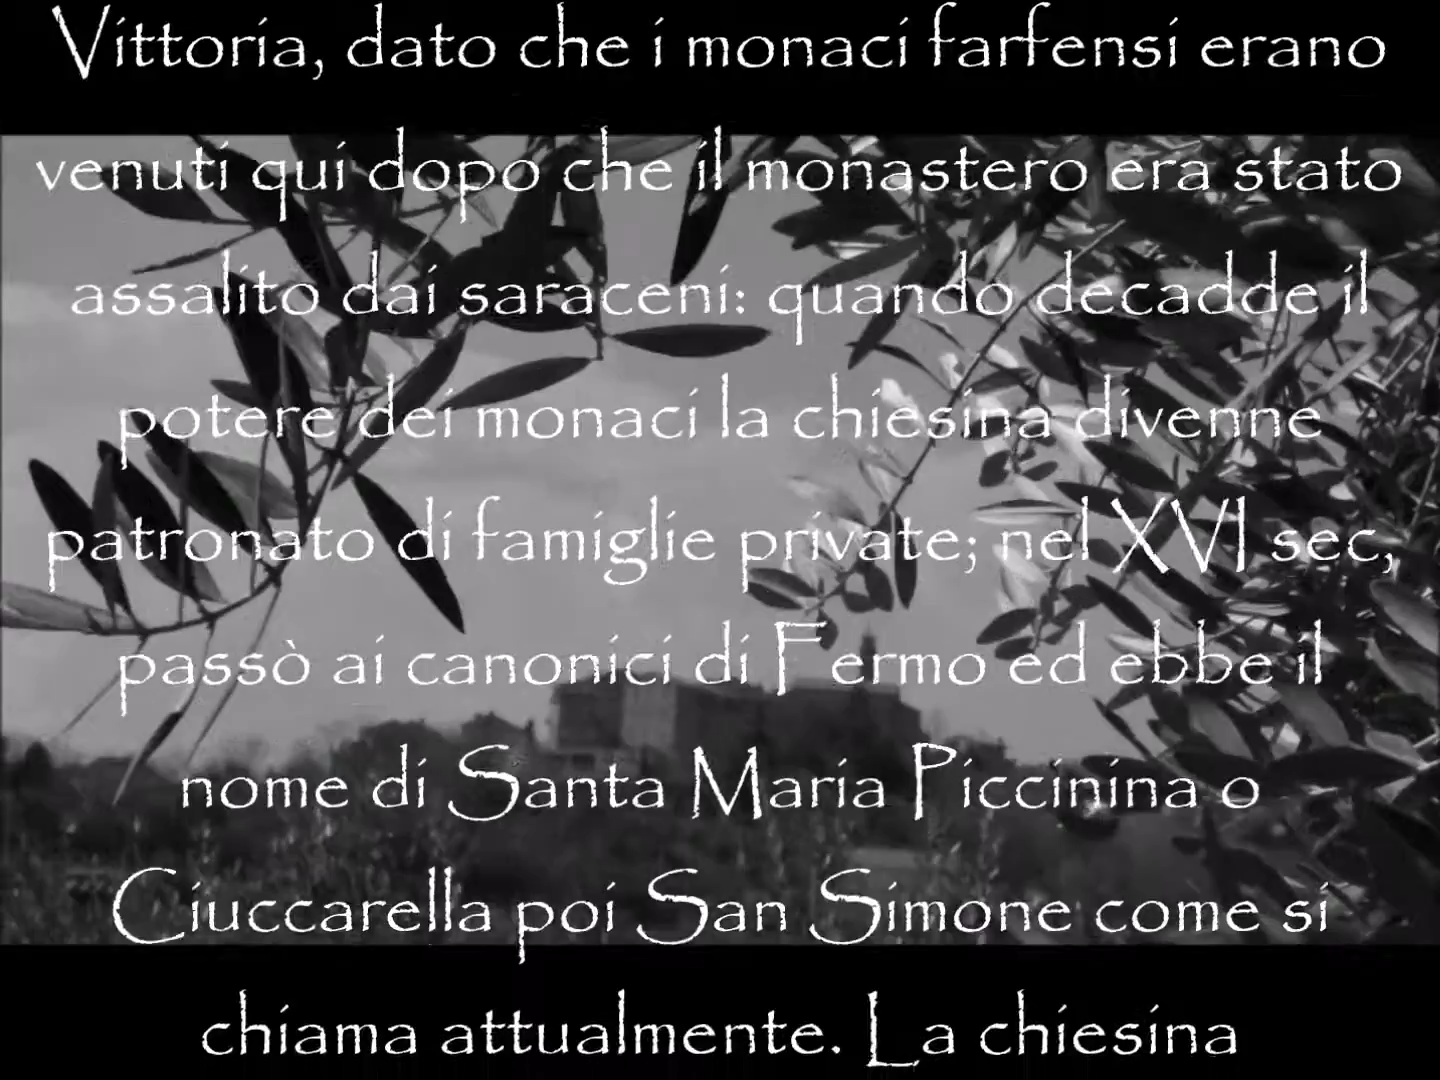 Vittoria, dato che i monaci farfensi erano
venuti qui dopo che il monastero era stato
assalito dai saraceni: quando decadde il
potere dei monaci la chiesina divenne
patronato di famiglie private; nel XVI sec,
passò ai canonici di Fermo ed ebbe il
nome di Santa Maria Piccinina o
Ciuccarella poi San Simone come si
chiama attualmente. La chiesina